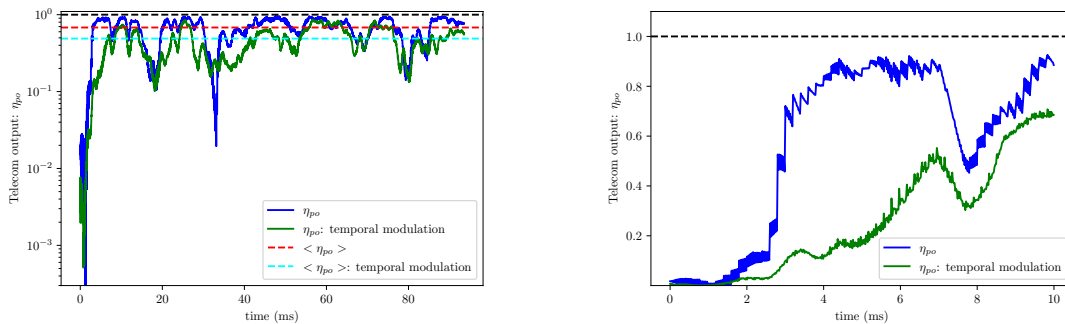 Telecom output: η_po
10⁰
10⁻¹
10⁻²
10⁻³
η_po
η_po: temporal modulation
< η_po >
< η_po >: temporal modulation
0 20 40 60 80
time (ms)
Telecom output: η_po
1.0
0.8
0.6
0.4
0.2
η_po
η_po: temporal modulation
0 2 4 6 8 10
time (ms)